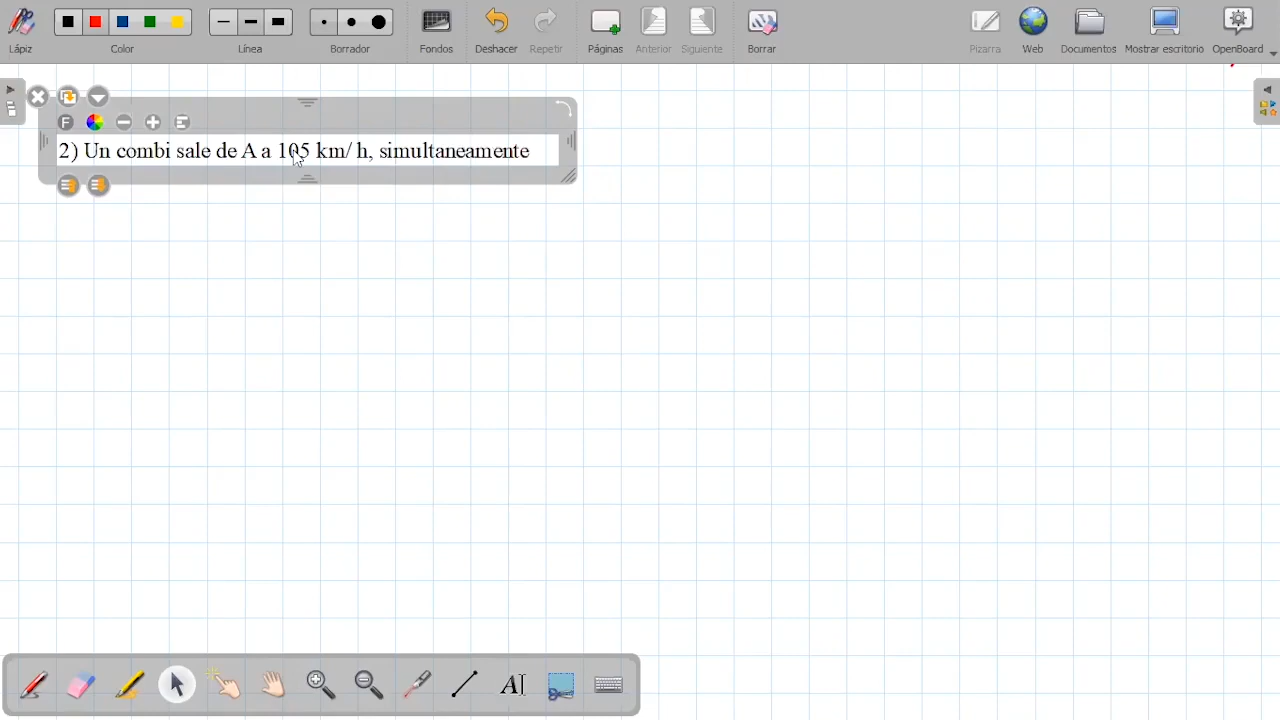 Lápiz
Color
Línea
Borrador
Fondos
Deshacer
Repetir
Páginas
Anterior
Siguiente
Borrar
Pizarra
Web
Documentos
Mostrar escritorio
OpenBoard
F
2) Un combi sale de A a 105 km/ h, simultaneamente
AI